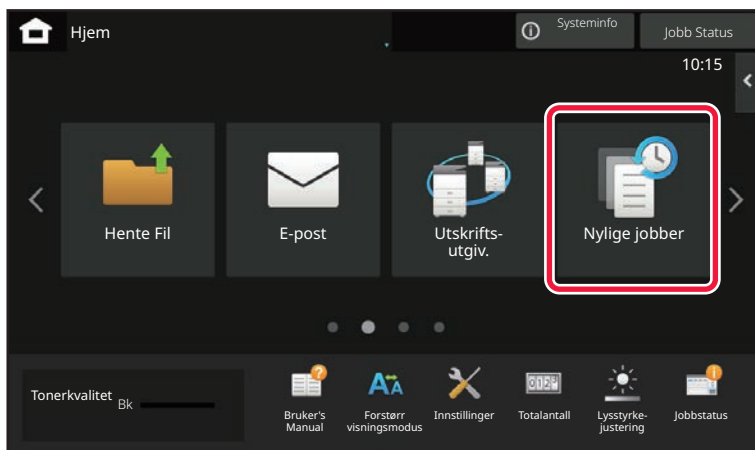 Hjem
Systeminfo
Jobb Status
10:15
Hente Fil
E-post
Utskrifts-
utgiv.
Nylige jobber
Tonerkvalitet
Bk
Bruker's
Manual
Forstørr
visningsmodus
Innstillinger
0123
Totalantall
Lysstyrke-
justering
Jobbstatus